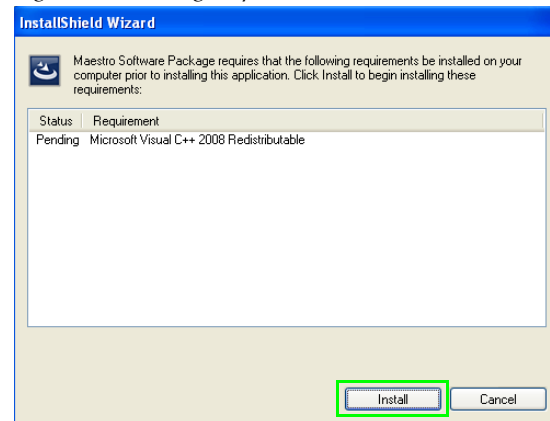 InstallShield Wizard
Maestro Software Package requires that the following requirements be installed on your
computer prior to installing this application. Click Install to begin installing these
requirements:
Status Requirement
Pending Microsoft Visual C++ 2008 Redistributable
Install Cancel